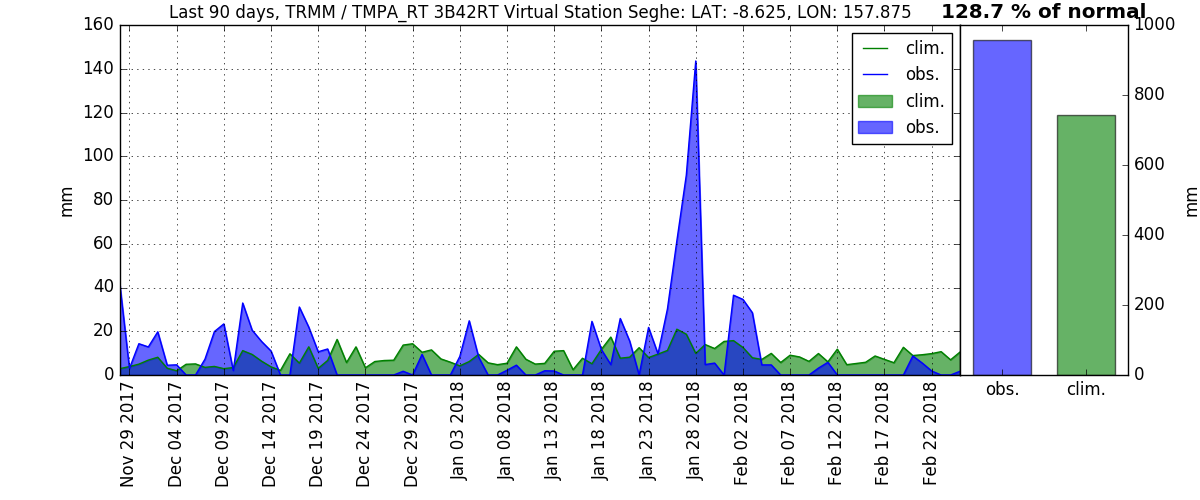 Last 90 days, TRMM / TMPA_RT 3B42RT Virtual Station Seghe: LAT: -8.625, LON: 157.875
128.7 % of normal
160
140
120
100
80
60
40
20
0
mm
clim.
obs.
clim.
obs.
Nov 29 2017
Dec 04 2017
Dec 09 2017
Dec 14 2017
Dec 19 2017
Dec 24 2017
Dec 29 2017
Jan 03 2018
Jan 08 2018
Jan 13 2018
Jan 18 2018
Jan 23 2018
Jan 28 2018
Feb 02 2018
Feb 07 2018
Feb 12 2018
Feb 17 2018
Feb 22 2018
1000
800
600
400
200
0
mm
obs.
clim.